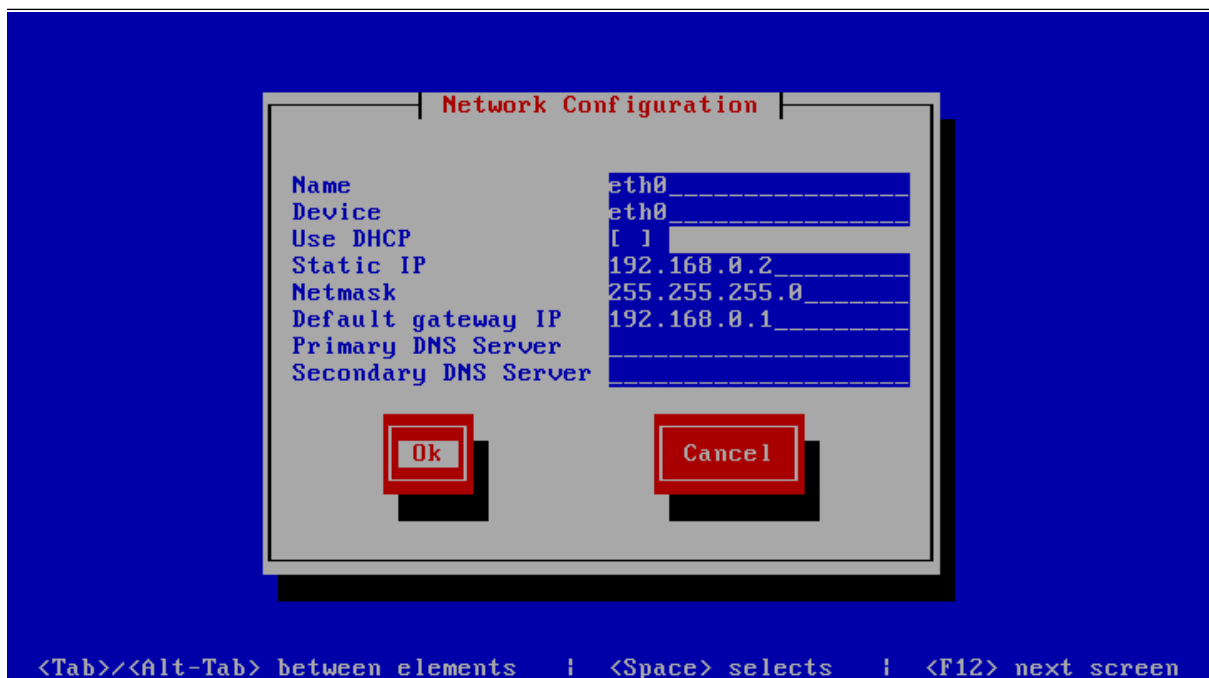 Network Configuration
Name eth0________________
Device eth0________________
Use DHCP [ ]
Static IP 192.168.0.2_________
Netmask 255.255.255.0_______
Default gateway IP 192.168.0.1_________
Primary DNS Server ____________________
Secondary DNS Server ____________________
Ok Cancel
<Tab>/<Alt-Tab> between elements | <Space> selects | <F12> next screen